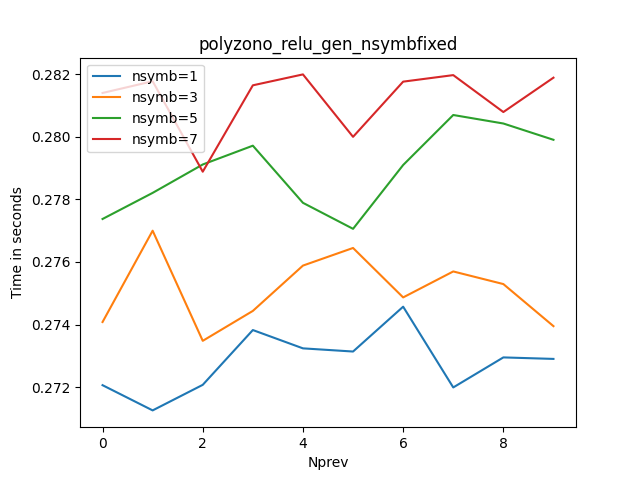 polyzono_relu_gen_nsymbfixed
nsymb=1
nsymb=3
nsymb=5
nsymb=7
0.282
0.280
0.278
0.276
0.274
0.272
Time in seconds
0 2 4 6 8
Nprev